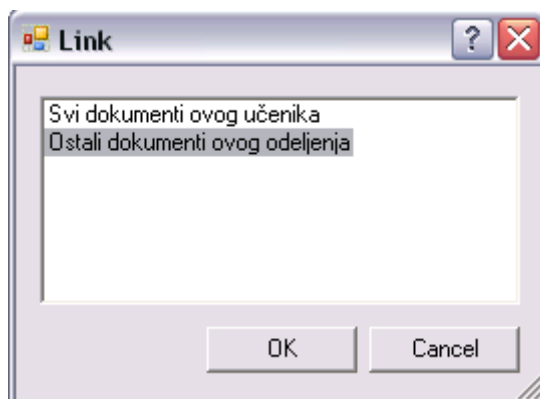 Link
Svi dokumenti ovog učenika
Ostali dokumenti ovog odeljenja
OK
Cancel